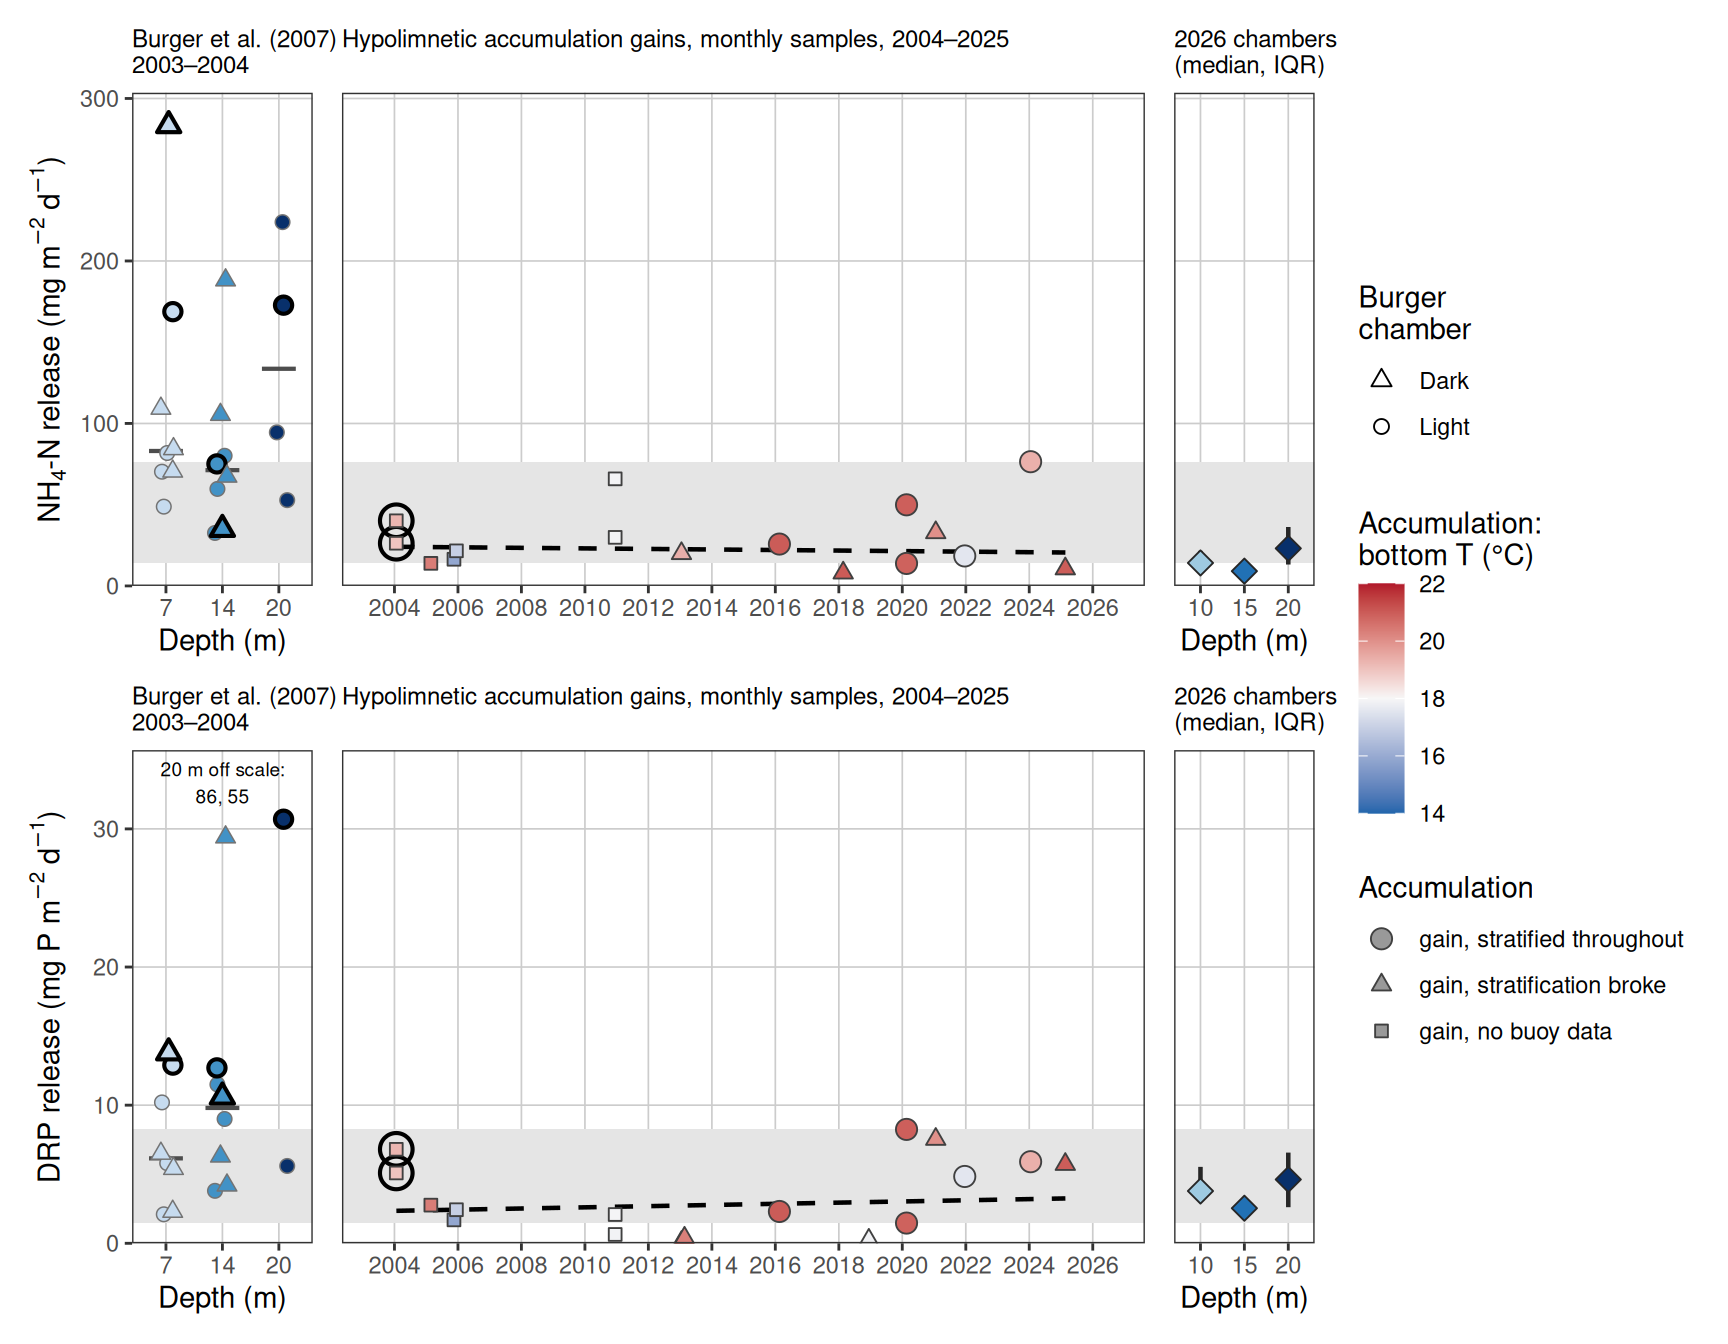 Burger et al. (2007)
2003–2004
Hypolimnetic accumulation gains, monthly samples, 2004–2025
2026 chambers
(median, IQR)
NH4-N release (mg m−2 d−1)
300
200
100
0
7 14 20
Depth (m)
2004 2006 2008 2010 2012 2014 2016 2018 2020 2022 2024 2026
10 15 20
Depth (m)
Burger et al. (2007)
2003–2004
Hypolimnetic accumulation gains, monthly samples, 2004–2025
2026 chambers
(median, IQR)
DRP release (mg P m−2 d−1)
20 m off scale:
86, 55
30
20
10
0
7 14 20
Depth (m)
2004 2006 2008 2010 2012 2014 2016 2018 2020 2022 2024 2026
10 15 20
Depth (m)
Burger
chamber
Dark
Light
Accumulation:
bottom T (°C)
22
20
18
16
14
Accumulation
gain, stratified throughout
gain, stratification broke
gain, no buoy data